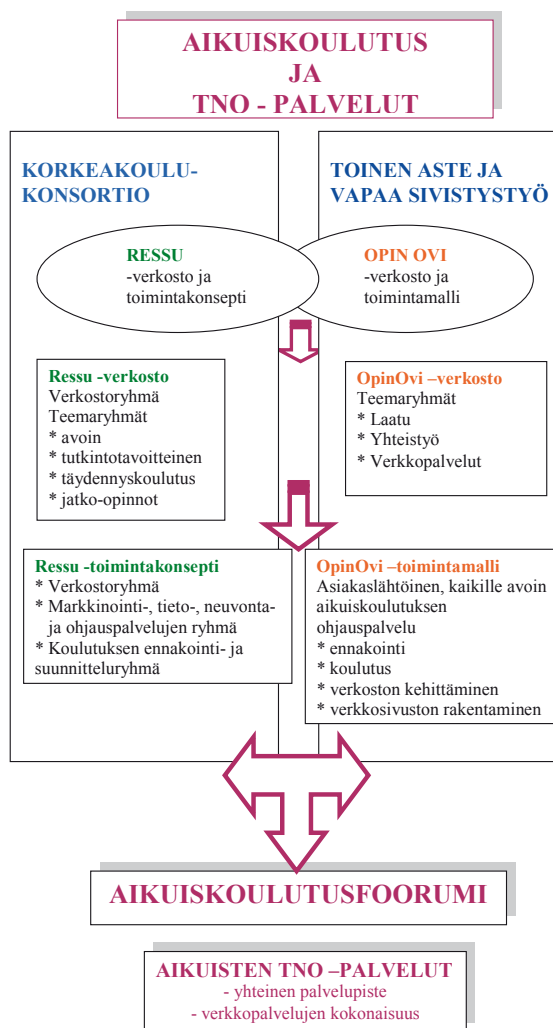 AIKUISKOULUTUS
JA
TNO - PALVELUT
KORKEAKOULU-
KONSORTIO
TOINEN ASTE JA
VAPAA SIVISTYSTYÖ
RESSU
-verkosto ja
toimintakonsepti
OPIN OVI
-verkosto ja
toimintamalli
Ressu -verkosto
Verkostoryhmä
Teemaryhmät
* avoin
* tutkintotavoitteinen
* täydennyskoulutus
* jatko-opinnot
OpinOvi –verkosto
Teemaryhmät
* Laatu
* Yhteistyö
* Verkkopalvelut
Ressu -toimintakonsepti
* Verkostoryhmä
* Markkinointi-, tieto-, neuvonta-
ja ohjauspalvelujen ryhmä
* Koulutuksen ennakointi- ja
suunnitteluryhmä
OpinOvi –toimintamalli
Asiakaslähtöinen, kaikille avoin
aikuiskoulutuksen
ohjauspalvelu
* ennakointi
* koulutus
* verkoston kehittäminen
* verkkosivuston rakentaminen
AIKUISKOULUTUSFOORUMI
AIKUISTEN TNO –PALVELUT
- yhteinen palvelupiste
- verkkopalvelujen kokonaisuus